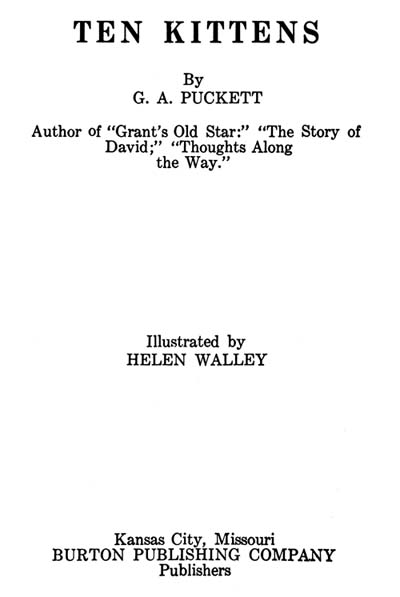 TEN KITTENS
By
G. A. PUCKETT
Author of "Grant's Old Star:" "The Story of
David;" "Thoughts Along
the Way."
Illustrated by
HELEN WALLEY
Kansas City, Missouri
BURTON PUBLISHING COMPANY
Publishers